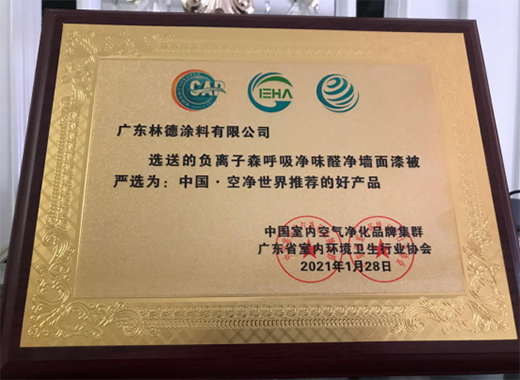 CAP
IEHA
广东林德涂料有限公司
选送的负离子森呼吸净味醛净墙面漆被
严选为：中国·空净世界推荐的好产品
中国室内空气净化品牌集群
广东省室内环境卫生行业协会
2021年1月28日